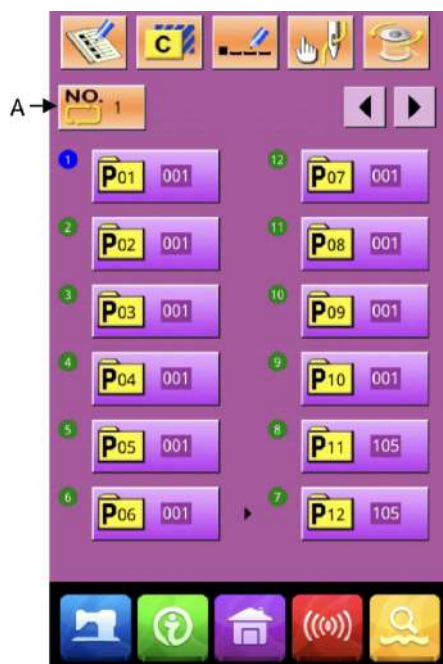 C
A
NO. 1
1 P01 001
12 P07 001
2 P02 001
11 P08 001
3 P03 001
10 P09 001
4 P04 001
9 P10 001
5 P05 001
8 P11 105
6 P06 001
7 P12 105